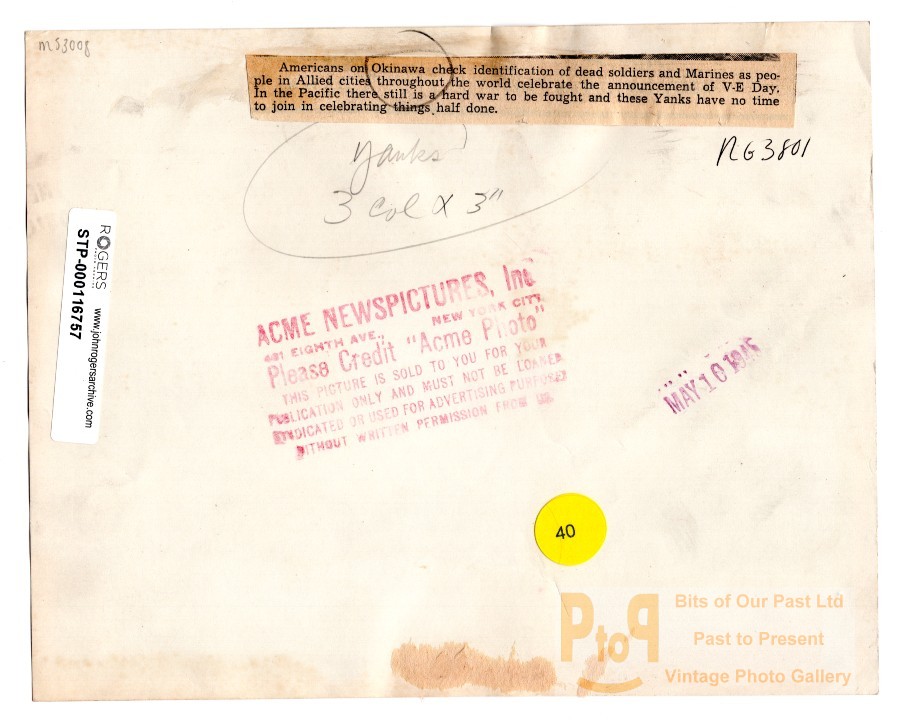 ms3008
Americans on Okinawa check identification of dead soldiers and Marines as peo-
ple in Allied cities throughout the world celebrate the announcement of V-E Day.
In the Pacific there still is a hard war to be fought and these Yanks have no time
to join in celebrating things half done.
RG3801
Yanks
3 col x 3"
ROGERS
www.johnrogersarchive.com
STP-000116757
ACME NEWSPICTURES, Inc
461 EIGHTH AVE., NEW YORK CITY
Please Credit "Acme Photo"
THIS PICTURE IS SOLD TO YOU FOR YOUR
PUBLICATION ONLY AND MUST NOT BE LOANED
SYNDICATED OR USED FOR ADVERTISING PURPOSES
WITHOUT WRITTEN PERMISSION FROM US.
MAY 10 1945
40
PtoP
Bits of Our Past Ltd
Past to Present
Vintage Photo Gallery